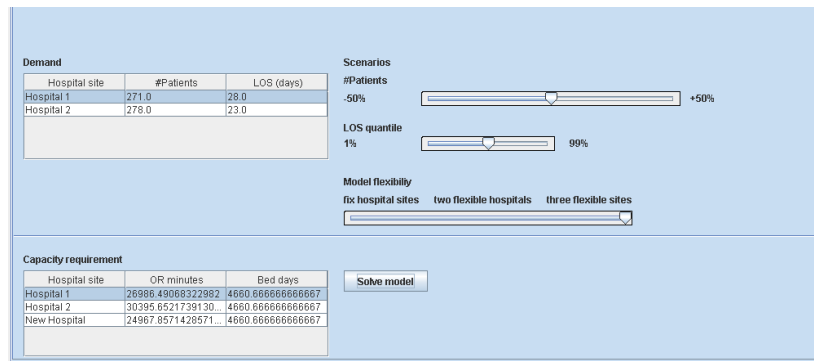 Demand
Hospital site #Patients LOS (days)
Hospital 1 271.0 28.0
Hospital 2 278.0 23.0
Scenarios
#Patients
-50% +50%
LOS quantile
1% 99%
Model flexibiliy
fix hospital sites two flexible hospitals three flexible sites
Capacity requirement
Hospital site OR minutes Bed days
Hospital 1 26986.49068322982 4660.666666666667
Hospital 2 30395.6521739130... 4660.666666666667
New Hospital 24967.8571428571... 4660.666666666667
Solve model